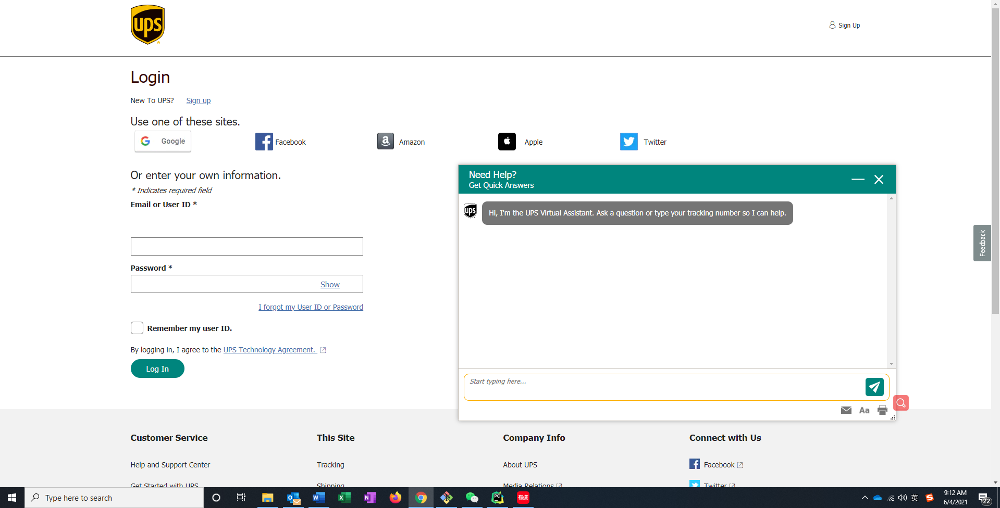 ups
Sign Up
Login
New To UPS? Sign up
Use one of these sites.
Google Facebook Amazon Apple Twitter
Or enter your own information.
* Indicates required field
Email or User ID *
Password *
Show
I forgot my User ID or Password
Remember my user ID.
By logging in, I agree to the UPS Technology Agreement.
Log In
Need Help?
Get Quick Answers
ups
Hi, I'm the UPS Virtual Assistant. Ask a question or type your tracking number so I can help.
Start typing here...
Aa
Feedback
Customer Service This Site Company Info Connect with Us
Help and Support Center Tracking About UPS Facebook
Get Started with UPS Shipping Media Relations Twitter
Type here to search
英
9:12 AM
6/4/2021
22